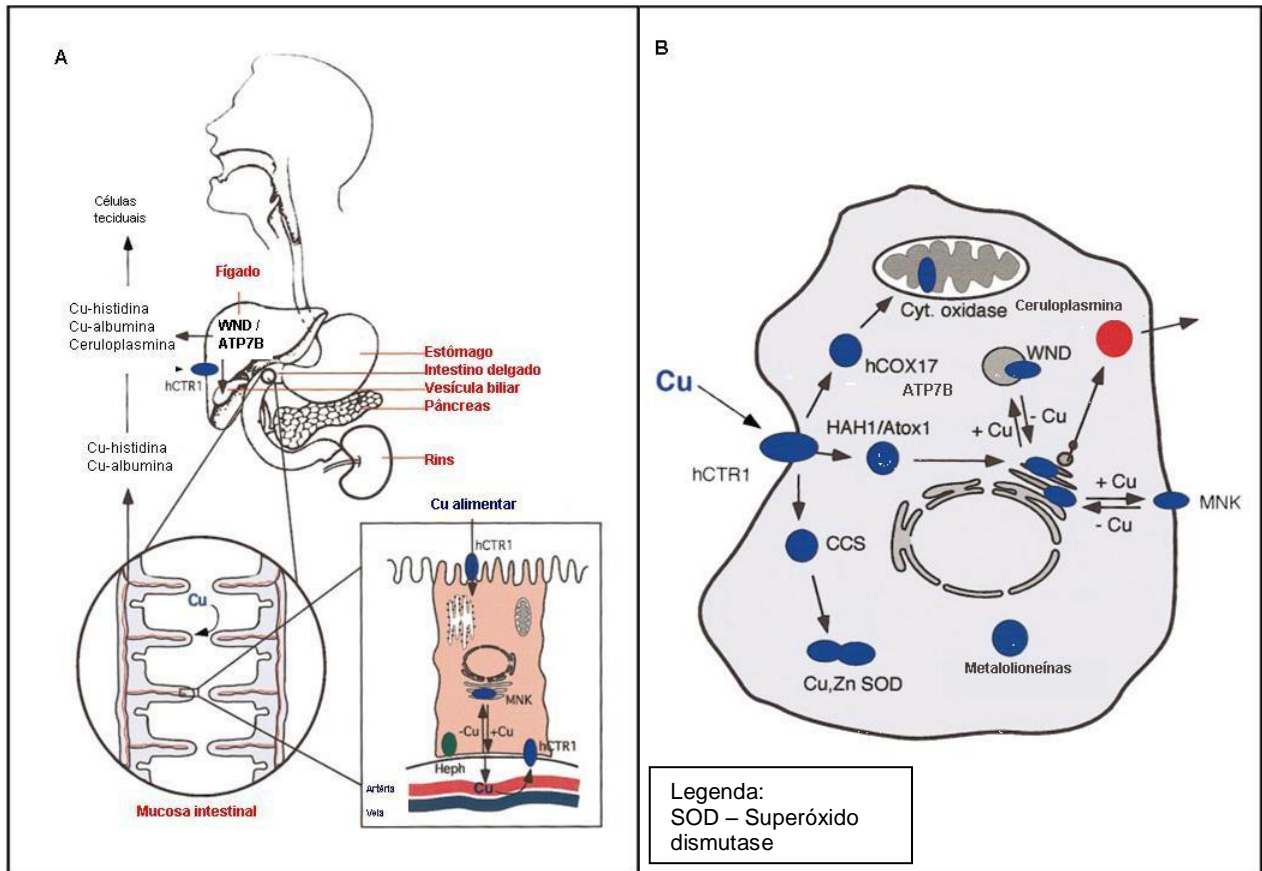 A
Células
teciduais
Fígado
Cu-histidina
Cu-albumina
Ceruloplasmina
WND /
ATP7B
hCTR1
Estômago
Intestino delgado
Vesícula biliar
Pâncreas
Rins
Cu-histidina
Cu-albumina
Cu
Mucosa intestinal
Cu alimentar
hCTR1
MNK
-Cu
+Cu
hCTR1
Heph
Cu
Artéria
Veia
B
Cyt. oxidase
Ceruloplasmina
hCOX17
WND
ATP7B
Cu
+ Cu
- Cu
HAH1/Atox1
hCTR1
+ Cu
- Cu
MNK
CCS
Cu,Zn SOD
Metalolioneínas
Legenda:
SOD – Superóxido
dismutase